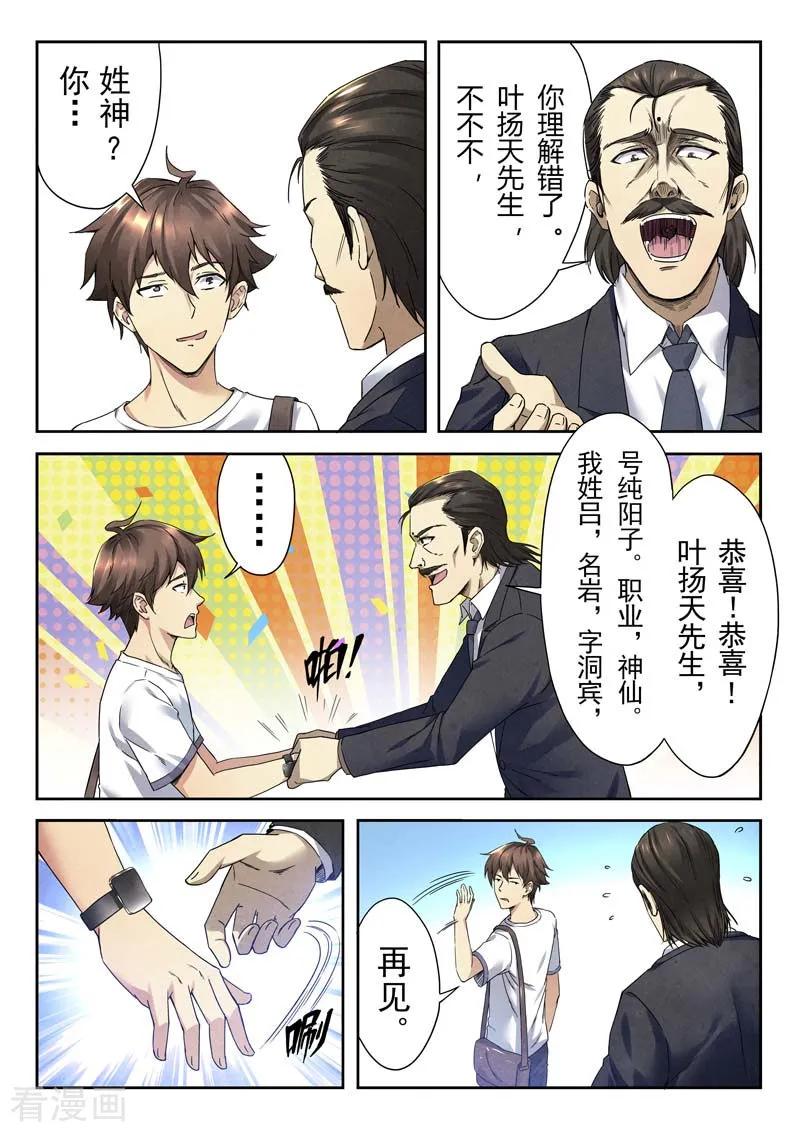 你…
姓神？
不不不，
叶扬天先生，
你理解错了。
……
啪!
我姓吕，名岩，字洞宾，
号纯阳子。职业，神仙。
叶扬天先生，
恭喜！恭喜！
唰
再见。
看漫画